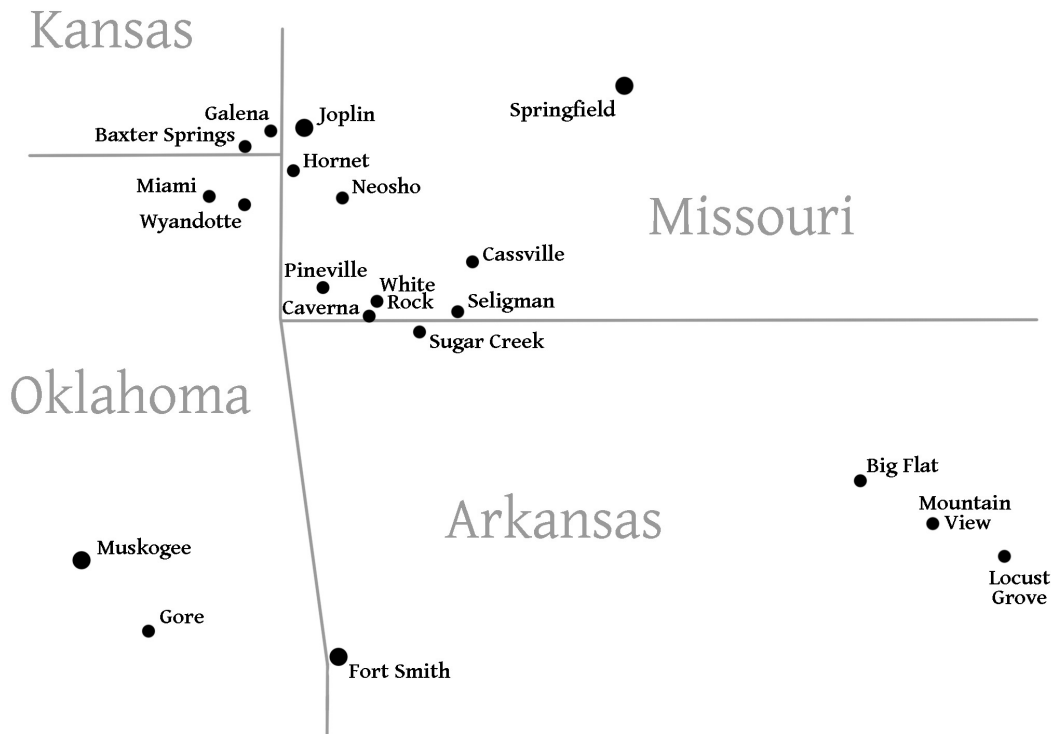 Kansas
Springfield
Galena
Joplin
Baxter Springs
Hornet
Miami
Neosho
Wyandotte
Missouri
Cassville
Pineville
White
Rock
Caverna
Seligman
Sugar Creek
Oklahoma
Big Flat
Arkansas
Mountain
View
Muskogee
Locust
Grove
Gore
Fort Smith